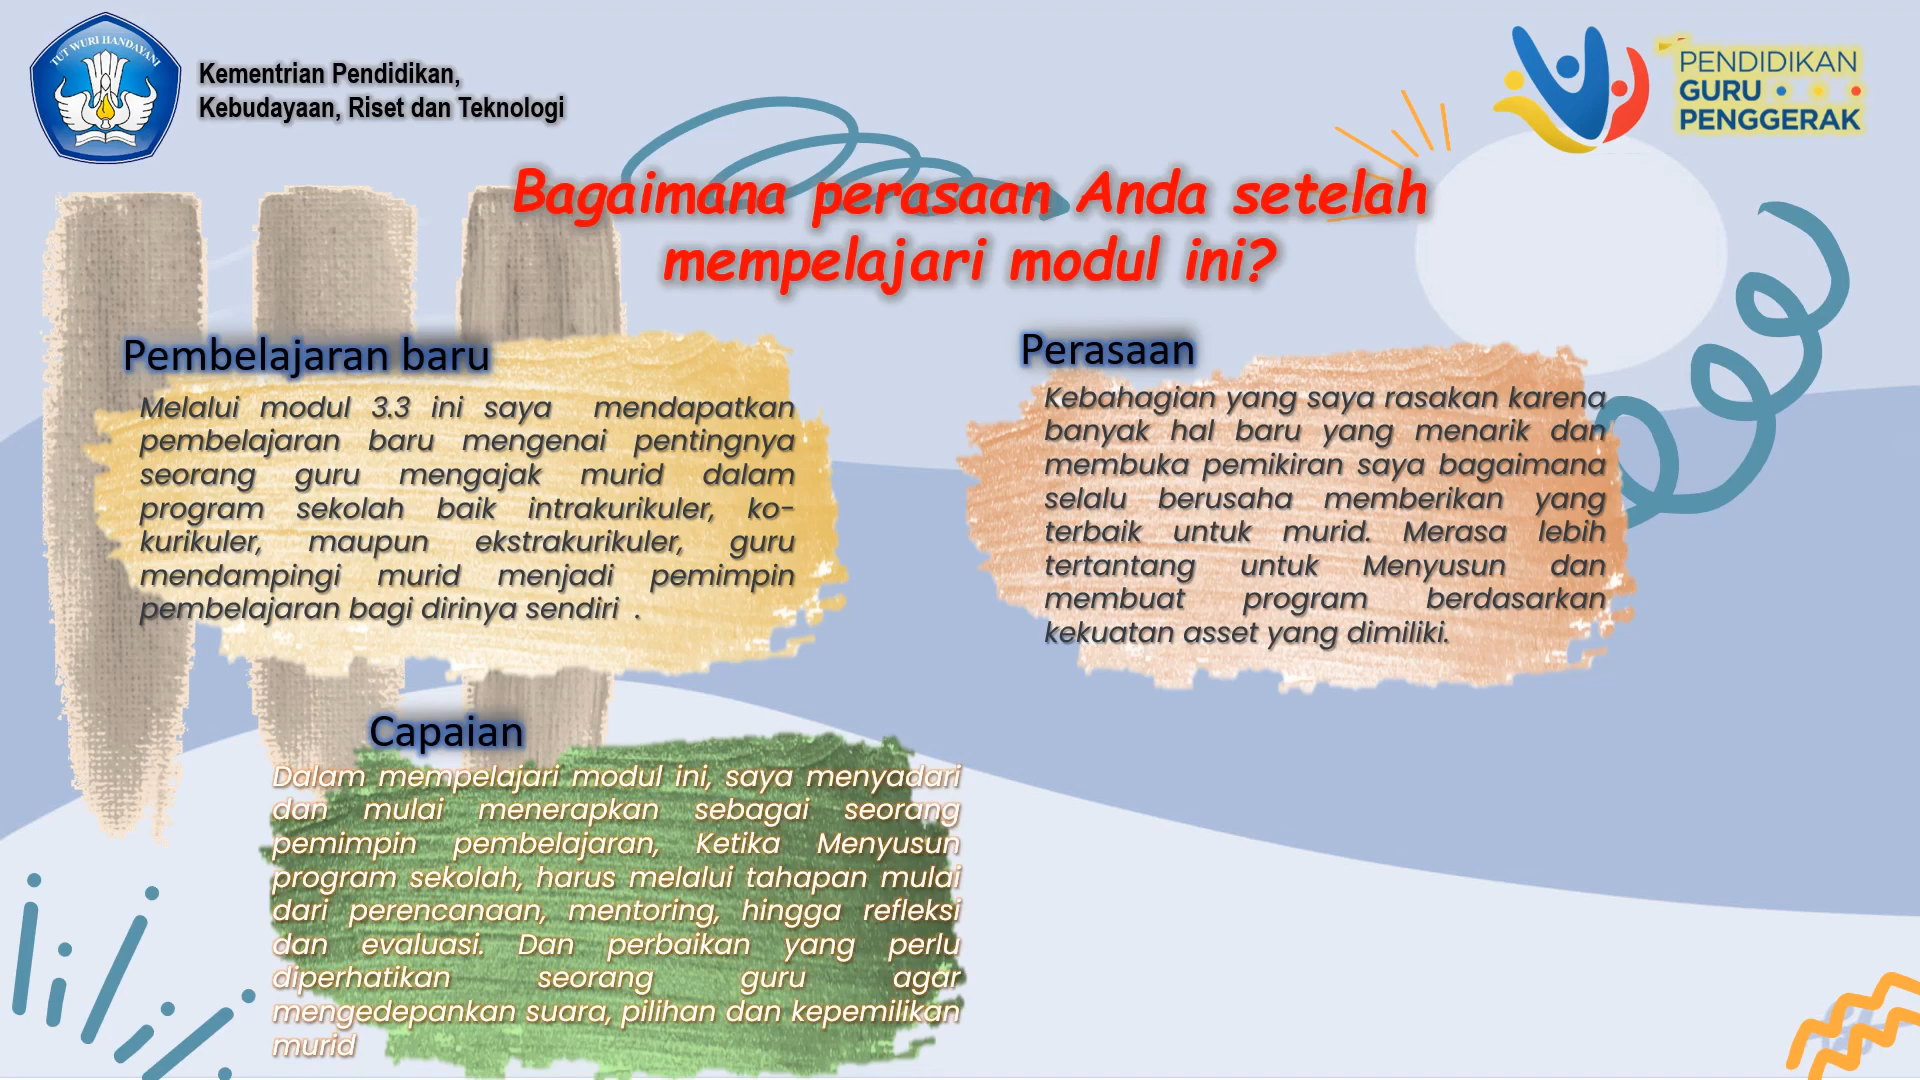 TUT WURI HANDAYANI
Kementrian Pendidikan,
Kebudayaan, Riset dan Teknologi
PENDIDIKAN
GURU
PENGGERAK
Bagaimana perasaan Anda setelah
mempelajari modul ini?
Pembelajaran baru
Melalui modul 3.3 ini saya mendapatkan
pembelajaran baru mengenai pentingnya
seorang guru mengajak murid dalam
program sekolah baik intrakurikuler, ko-
kurikuler, maupun ekstrakurikuler, guru
mendampingi murid menjadi pemimpin
pembelajaran bagi dirinya sendiri .
Perasaan
Kebahagian yang saya rasakan karena
banyak hal baru yang menarik dan
membuka pemikiran saya bagaimana
selalu berusaha memberikan yang
terbaik untuk murid. Merasa lebih
tertantang untuk Menyusun dan
membuat program berdasarkan
kekuatan asset yang dimiliki.
Capaian
Dalam mempelajari modul ini, saya menyadari
dan mulai menerapkan sebagai seorang
pemimpin pembelajaran, Ketika Menyusun
program sekolah, harus melalui tahapan mulai
dari perencanaan, mentoring, hingga refleksi
dan evaluasi. Dan perbaikan yang perlu
diperhatikan seorang guru agar
mengedepankan suara, pilihan dan kepemilikan
murid